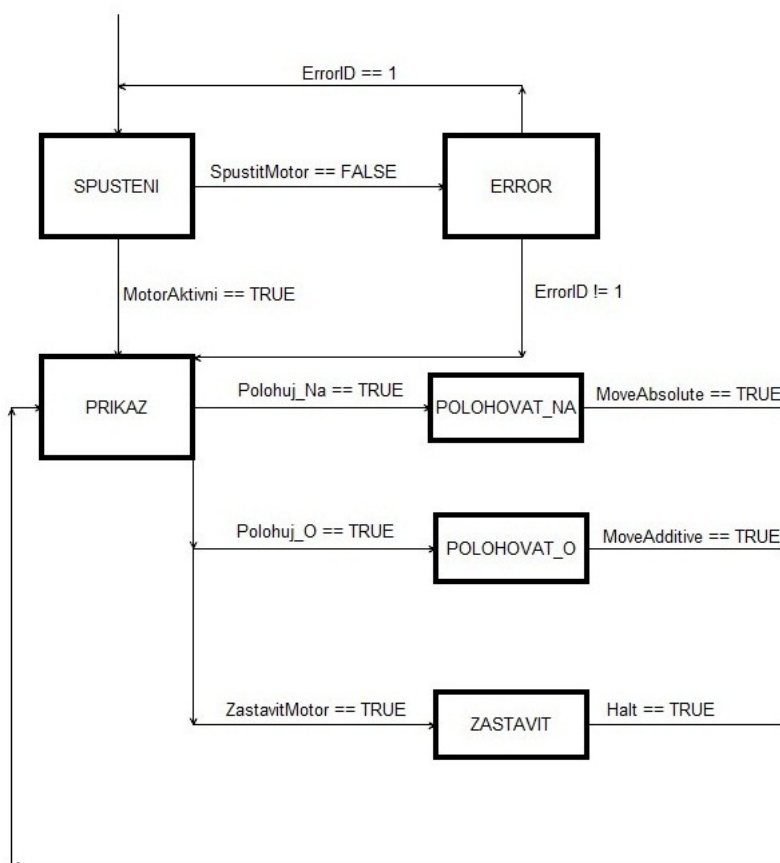 ErrorID == 1
SPUSTENI
SpustitMotor == FALSE
ERROR
MotorAktivni == TRUE
ErrorID != 1
PRIKAZ
Polohuj_Na == TRUE
POLOHOVAT_NA
MoveAbsolute == TRUE
Polohuj_O == TRUE
POLOHOVAT_O
MoveAdditive == TRUE
ZastavitMotor == TRUE
ZASTAVIT
Halt == TRUE